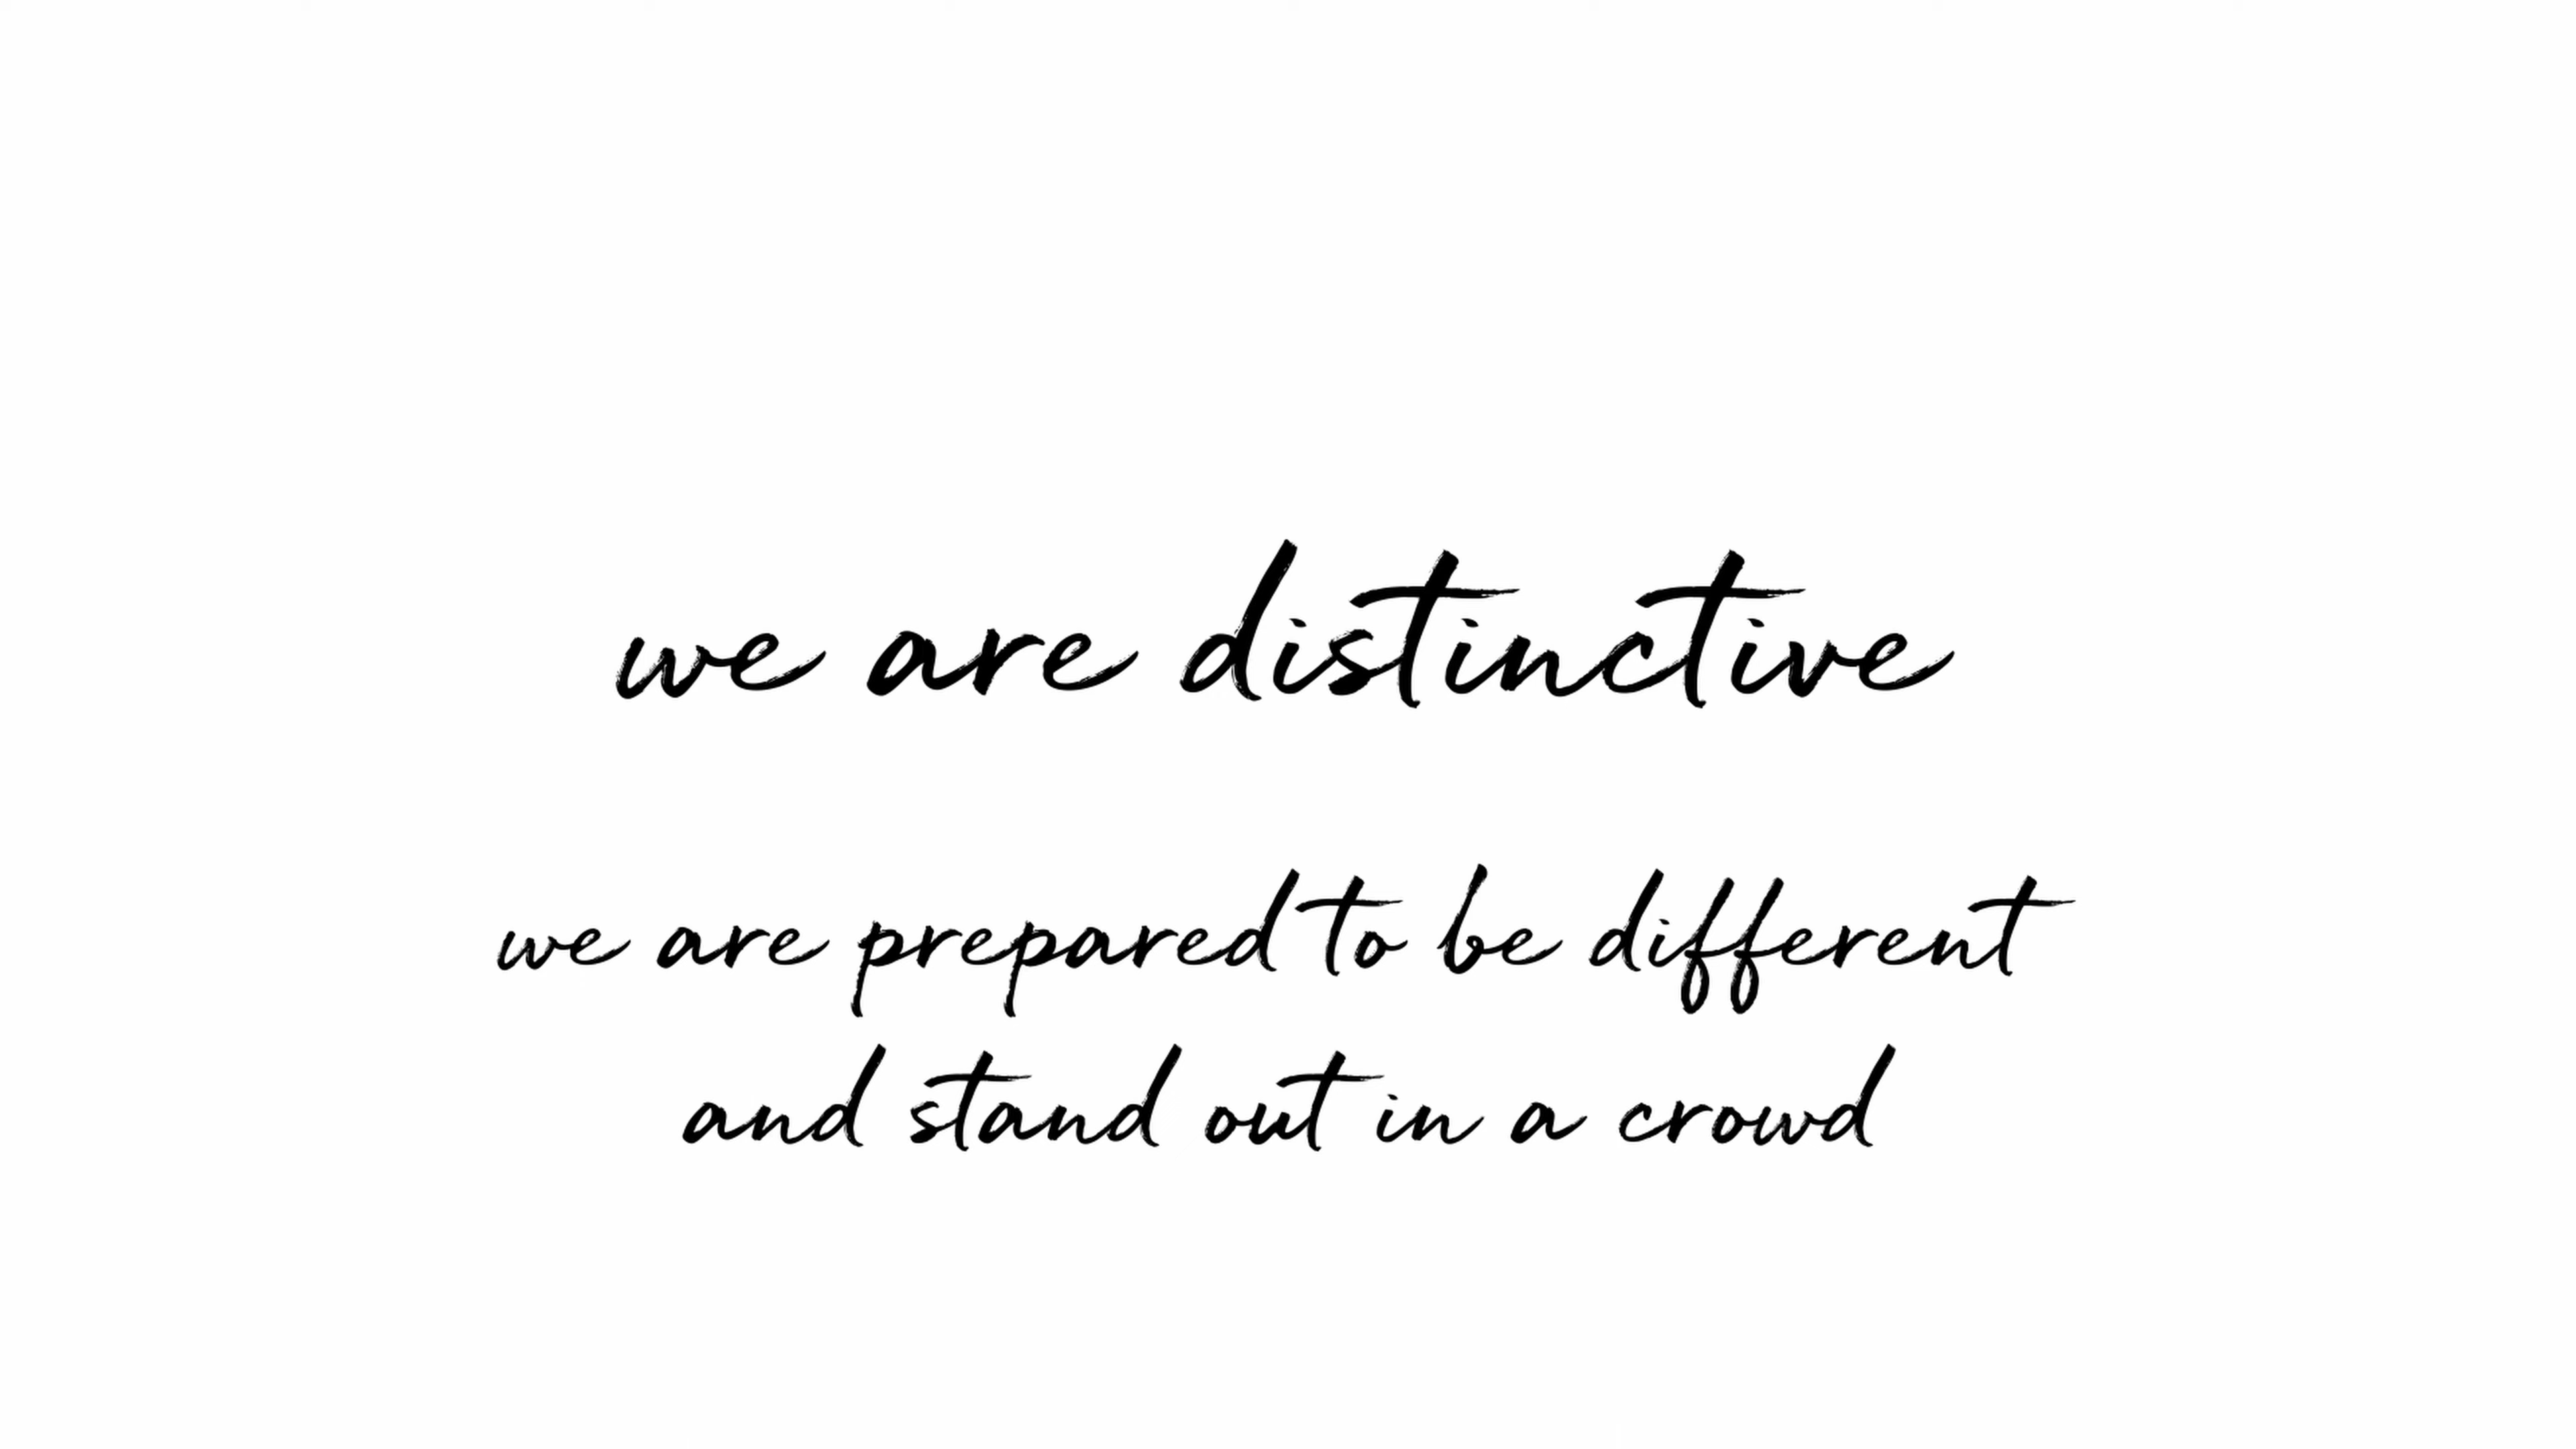 we are distinctive
we are prepared to be different
and stand out in a crowd